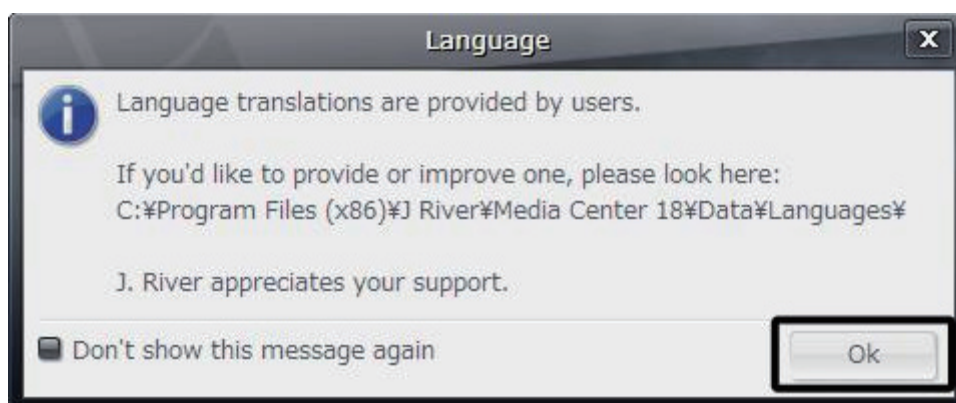 Language
Language translations are provided by users.
If you'd like to provide or improve one, please look here:
C:¥Program Files (x86)¥J River¥Media Center 18¥Data¥Languages¥
J. River appreciates your support.
Don't show this message again
Ok